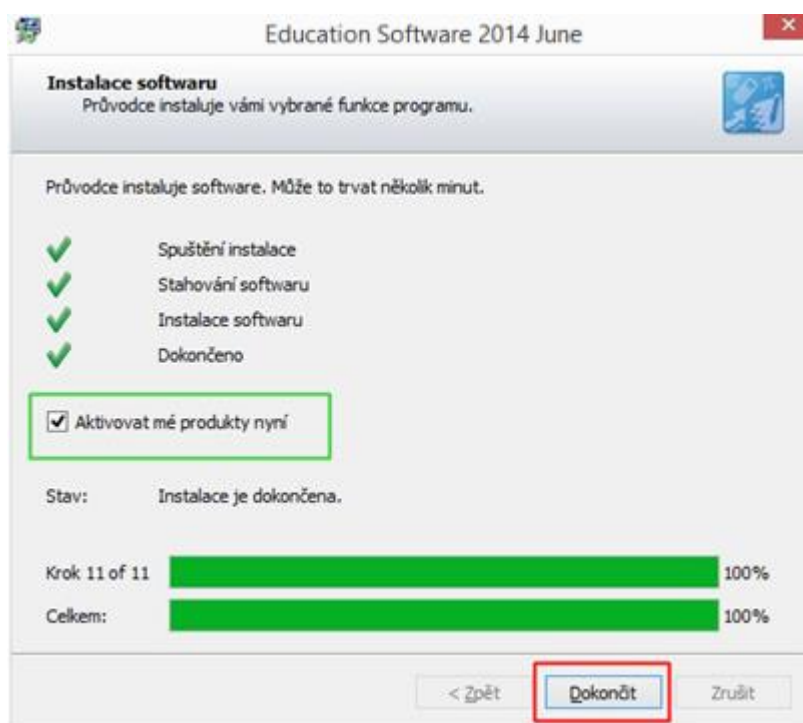 Education Software 2014 June
Instalace softwaru
Průvodce instaluje vámi vybrané funkce programu.
Průvodce instaluje software. Může to trvat několik minut.
Spuštění instalace
Stahování softwaru
Instalace softwaru
Dokončeno
Aktivovat mé produkty nyní
Stav: Instalace je dokončena.
Krok 11 of 11 100%
Celkem: 100%
< Zpět Dokončit Zrušit